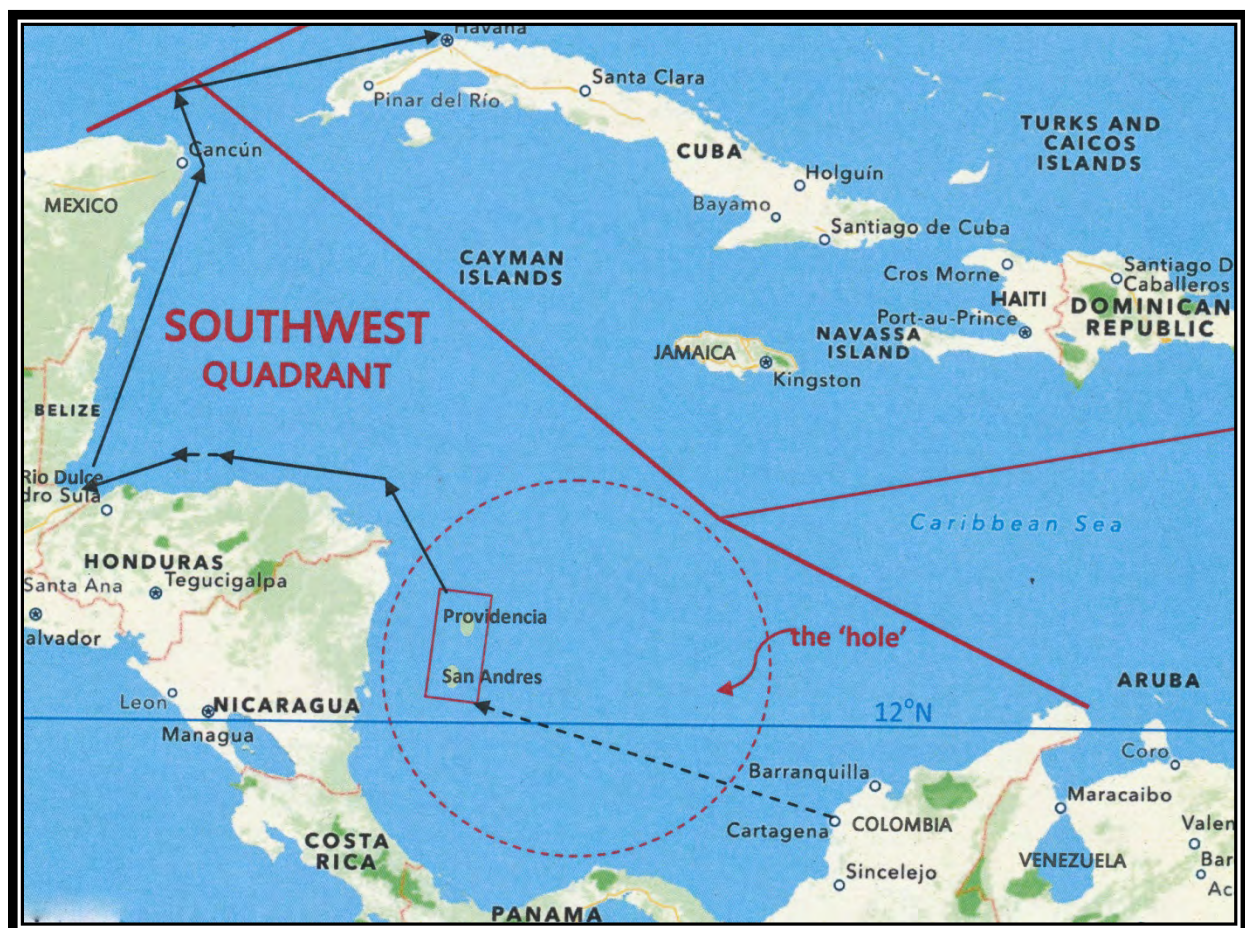 Havana
Santa Clara
Pinar del Río
TURKS AND
CAICOS
ISLANDS
Cancún
CUBA
Holguín
MEXICO
Bayamo
Santiago de Cuba
CAYMAN
ISLANDS
Cros Morne
Santiago D
Caballeros
HAITI
DOMINICAN
REPUBLIC
SOUTHWEST
QUADRANT
Port-au-Prince
NAVASSA
ISLAND
JAMAICA
Kingston
BELIZE
Rio Dulce
dro Sula
Caribbean Sea
HONDURAS
Santa Ana
Tegucigalpa
Providencia
alvador
the 'hole'
San Andres
ARUBA
Leon
NICARAGUA
12°N
Managua
Coro
Barranquilla
Maracaibo
Cartagena
COLOMBIA
Valen
COSTA
RICA
VENEZUELA
Bar
Sincelejo
Ac
PANAMA